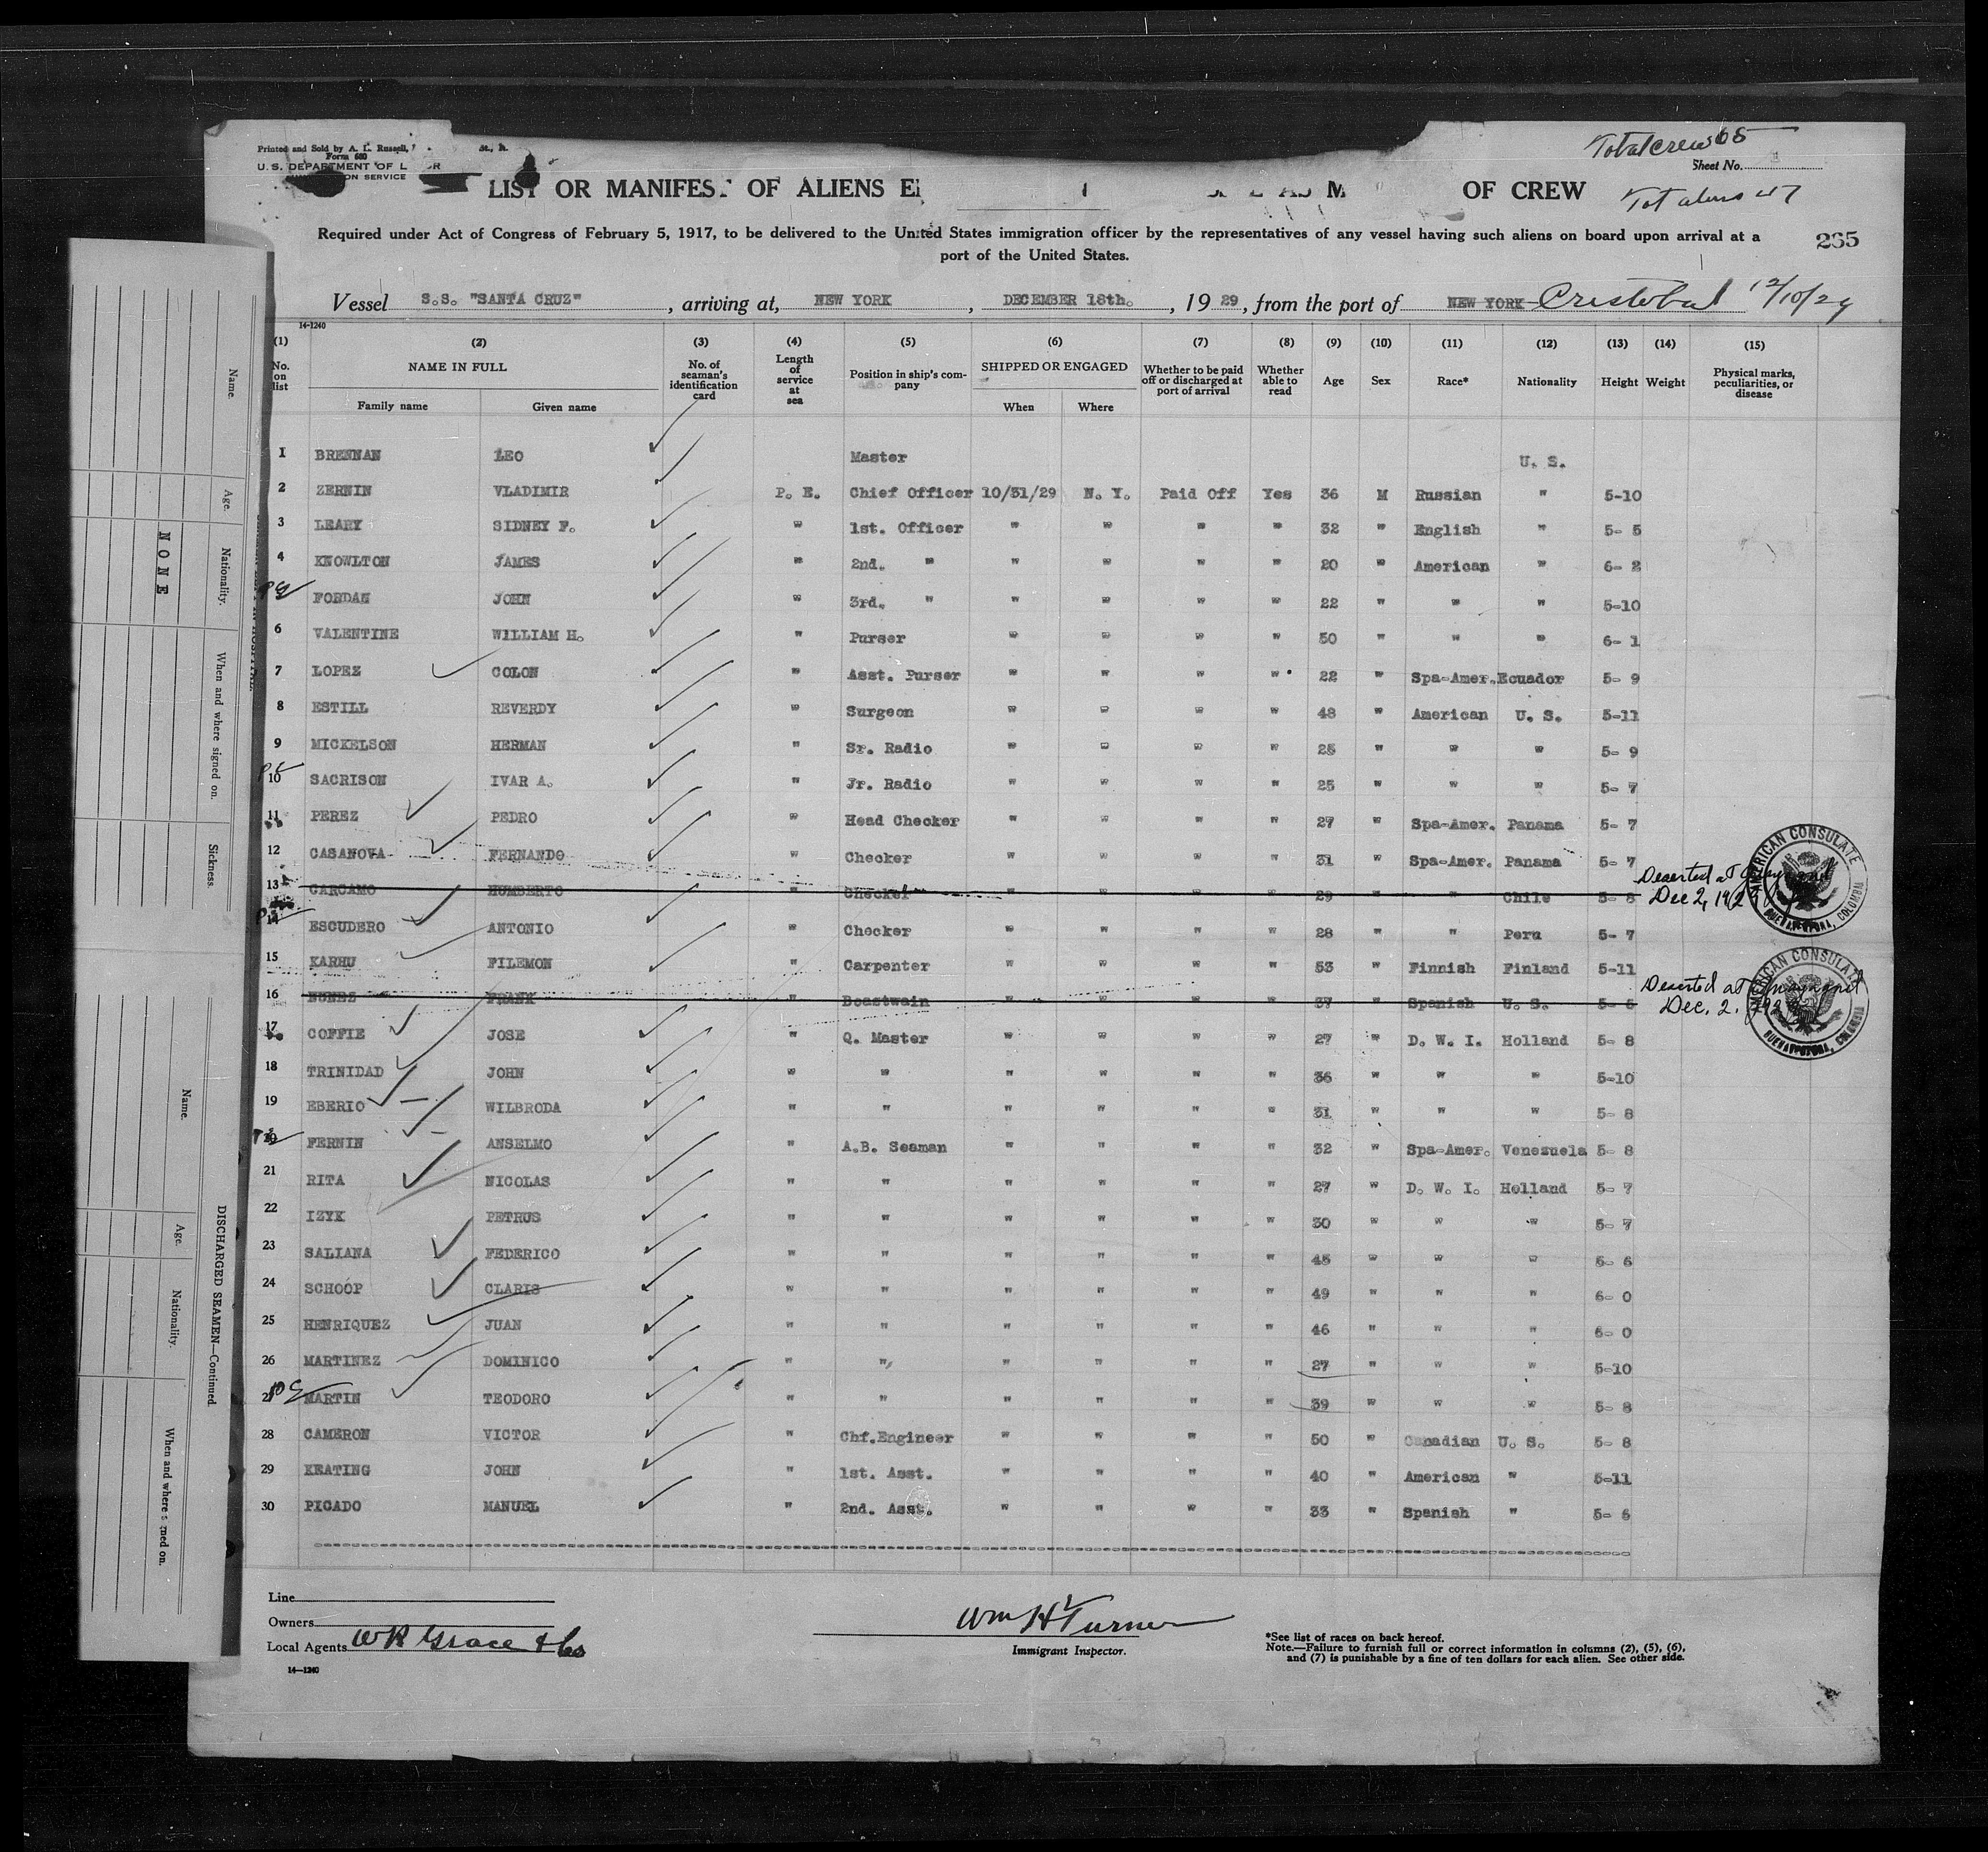 Printed and Sold by A. L. Russell,
Form 680
U. S. DEPARTMENT OF
ON SERVICE
Total crew 65
Sheet No.
LIST OR MANIFEST OF ALIENS OF CREW
Tot aliens 47
Required under Act of Congress of February 5, 1917, to be delivered to the United States immigration officer by the representatives of any vessel having such aliens on board upon arrival at a
port of the United States.
265
Vessel S.S. "SANTA CRUZ", arriving at, NEW YORK, DECEMBER 18th., 1929, from the port of NEW YORK Cristobal 12/10/29
14-1240
(1) (2) (3) (4) (5) (6) (7) (8) (9) (10) (11) (12) (13) (14) (15)
No. on list NAME IN FULL No. of seaman's identification card Length of service at sea Position in ship's company SHIPPED OR ENGAGED Whether to be paid off or discharged at port of arrival Whether able to read Age Sex Race* Nationality Height Weight Physical marks, peculiarities, or disease
Family name Given name When Where
1 BRENNAN LEO Master U. S.
2 ZERNIN VLADIMIR P. E. Chief Officer 10/31/29 N. Y. Paid Off Yes 36 M Russian " 5-10
3 LEARY SIDNEY F. " 1st. Officer " " " " 32 " English " 5- 5
4 KNOWLTON JAMES " 2nd. " " " " " 20 " American " 6- 2
FORDAN JOHN " 3rd. " " " " " 22 " " " 5-10
6 VALENTINE WILLIAM H. " Purser " " " " 50 " " " 6- 1
7 LOPEZ COLON " Asst. Purser " " " " 22 " Spa-Amer. Ecuador 5- 9
8 ESTILL REVERDY " Surgeon " " " " 48 " American U. S. 5-11
9 MICKELSON HERMAN " Sr. Radio " " " " 25 " " " 5- 9
10 SACRISON IVAR A. " Jr. Radio " " " " 25 " " " 5- 7
11 PEREZ PEDRO " Head Checker " " " " 27 " Spa-Amer. Panama 5- 7
12 CASANOVA FERNANDO " Checker " " " " 31 " Spa-Amer. Panama 5- 7
13 CARCAMO HUMBERTO " Checker " " " " 29 " " Chile 5- 8 Deserted at Guayaquil
Dec 2, 1929
AMERICAN CONSULATE
BUENAVENTURA, COLOMBIA
14 ESCUDERO ANTONIO " Checker " " " " 28 " " Peru 5- 7
15 KARHU FILEMON " Carpenter " " " " 53 " Finnish Finland 5-11
16 NUNEZ FRANK " Boatswain " " " " 37 " Spanish U. S. 5- 6 Deserted at Guayaquil
Dec. 2. 1929
AMERICAN CONSULATE
BUENAVENTURA, COLOMBIA
17 COFFIE JOSE " Q. Master " " " " 27 " D. W. I. Holland 5- 8
18 TRINIDAD JOHN " " " " " " 36 " " " 5-10
19 EBERIO WILBRODA " " " " " " 31 " " " 5- 8
20 FERNIN ANSELMO " A.B. Seaman " " " " 32 " Spa-Amer. Venezuela 5- 8
21 RITA NICOLAS " " " " " " 27 " D. W. I. Holland 5- 7
22 IZYK PETRUS " " " " " " 30 " " " 5- 7
23 SALIANA FEDERICO " " " " " " 45 " " " 5- 6
24 SCHOOP CLARIS " " " " " " 49 " " " 6- 0
25 HENRIQUEZ JUAN " " " " " " 46 " " " 6- 0
26 MARTINEZ DOMINICO " " " " " " 27 " " " 5-10
27 MARTIN TEODORO " " " " " " 39 " " " 5- 8
28 CAMERON VICTOR " Chf.Engineer " " " " 50 " Canadian U. S. 5- 8
29 KEATING JOHN " 1st. Asst. " " " " 40 " American " 5-11
30 PICADO MANUEL " 2nd. Asst. " " " " 33 " Spanish " 5- 6
Line
Owners
Local Agents W R Grace & Co
14-1240
Wm H Turner
Immigrant Inspector.
*See list of races on back hereof.
Note.—Failure to furnish full or correct information in columns (2), (5), (6),
and (7) is punishable by a fine of ten dollars for each alien. See other side.
Name. Age. Nationality. When and where signed on. Sickness.
NONE
DISCHARGED SEAMEN—Continued
Name. Age. Nationality. When and where signed on.